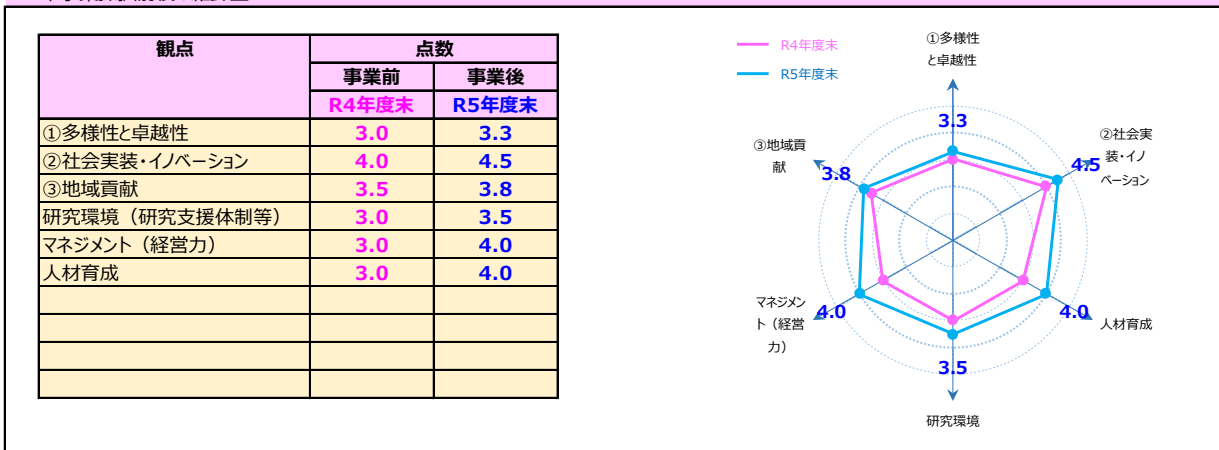 観点 点数
事業前 事業後
R4年度末 R5年度末
①多様性と卓越性 3.0 3.3
②社会実装・イノベーション 4.0 4.5
③地域貢献 3.5 3.8
研究環境（研究支援体制等） 3.0 3.5
マネジメント（経営力） 3.0 4.0
人材育成 3.0 4.0
R4年度末
R5年度末
①多様性
と卓越性
3.3
②社会実
装・イノ
ベーション
4.5
人材育成
4.0
研究環境
3.5
マネジメン
ト（経営
力）
4.0
③地域貢
献
3.8